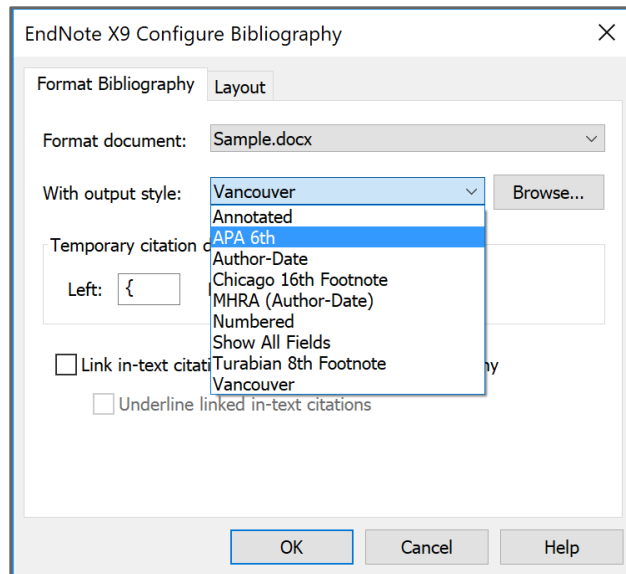 EndNote X9 Configure Bibliography
Format Bibliography Layout
Format document: Sample.docx
With output style: Vancouver Browse...
Annotated
APA 6th
Temporary citation
Author-Date
Chicago 16th Footnote
Left: {
MHRA (Author-Date)
Numbered
Show All Fields
Link in-text
Turabian 8th Footnote
Vancouver
Underline linked in-text citations
OK Cancel Help